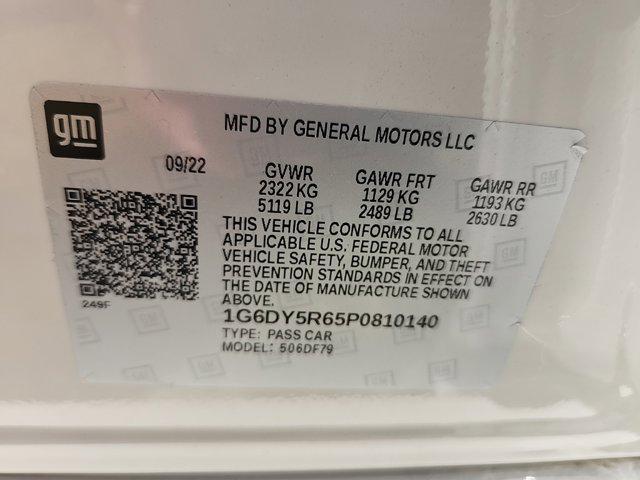 gm
MFD BY GENERAL MOTORS LLC
09/22
GVWR
2322 KG
5119 LB
GAWR FRT
1129 KG
2489 LB
GAWR RR
1193 KG
2630 LB
THIS VEHICLE CONFORMS TO ALL
APPLICABLE U.S. FEDERAL MOTOR
VEHICLE SAFETY, BUMPER, AND THEFT
PREVENTION STANDARDS IN EFFECT ON
THE DATE OF MANUFACTURE SHOWN
ABOVE.
249F
1G6DY5R65P0810140
TYPE: PASS CAR
MODEL: 506DF79